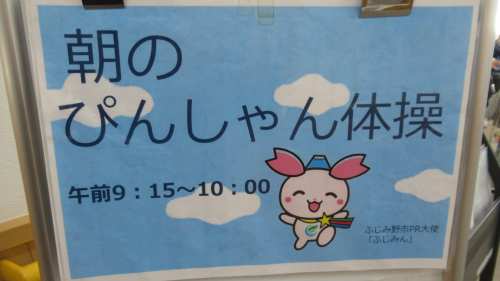 朝の
ぴんしゃん体操
午前9：15～10：00
ふじみ野市PR大使
「ふじみん」